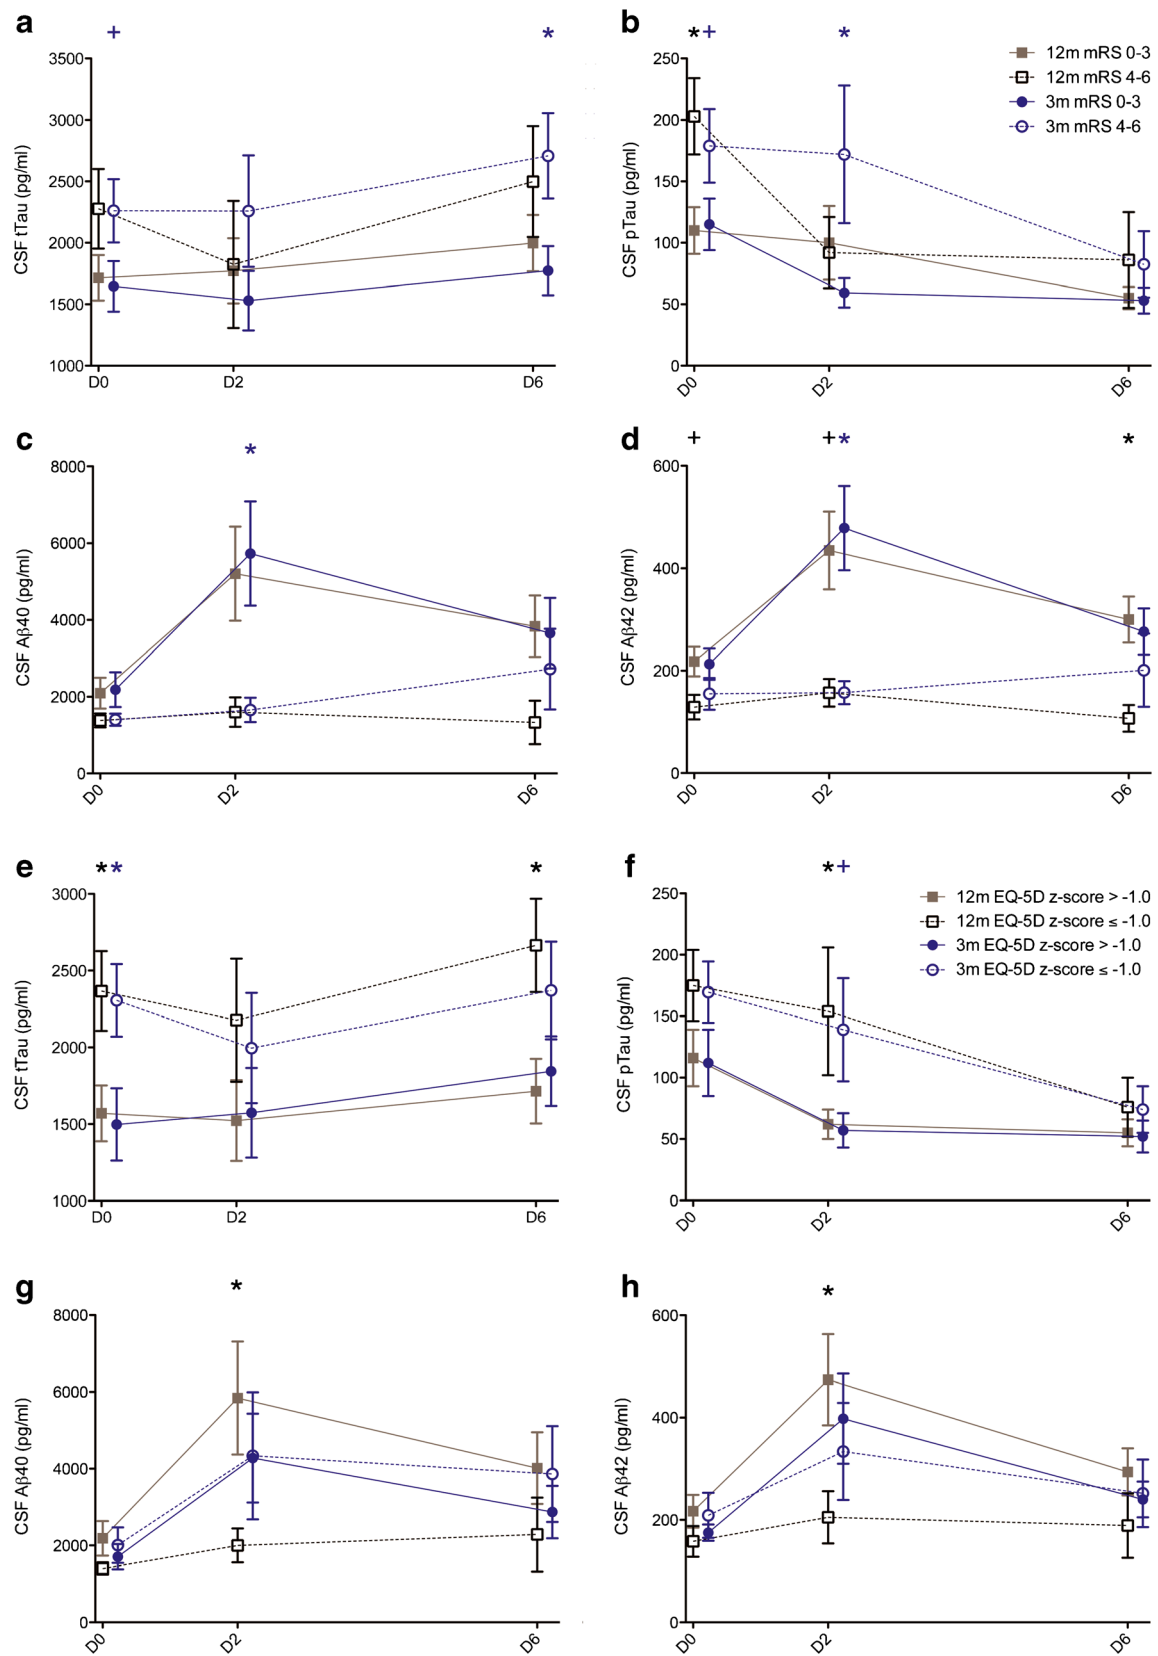 a
+ *
CSF tTau (pg/ml)
3500
3000
2500
2000
1500
1000
D0 D2 D6
b
*+ *
CSF pTau (pg/ml)
250
200
150
100
50
0
D0 D2 D6
12m mRS 0-3
12m mRS 4-6
3m mRS 0-3
3m mRS 4-6
c
*
CSF Aβ40 (pg/ml)
8000
6000
4000
2000
0
D0 D2 D6
d
+ +* *
CSF Aβ42 (pg/ml)
600
400
200
0
D0 D2 D6
e
** *
CSF tTau (pg/ml)
3000
2500
2000
1500
1000
D0 D2 D6
f
*+
CSF pTau (pg/ml)
250
200
150
100
50
0
D0 D2 D6
12m EQ-5D z-score > -1.0
12m EQ-5D z-score ≤ -1.0
3m EQ-5D z-score > -1.0
3m EQ-5D z-score ≤ -1.0
g
*
CSF Aβ40 (pg/ml)
8000
6000
4000
2000
0
D0 D2 D6
h
*
CSF Aβ42 (pg/ml)
600
400
200
0
D0 D2 D6